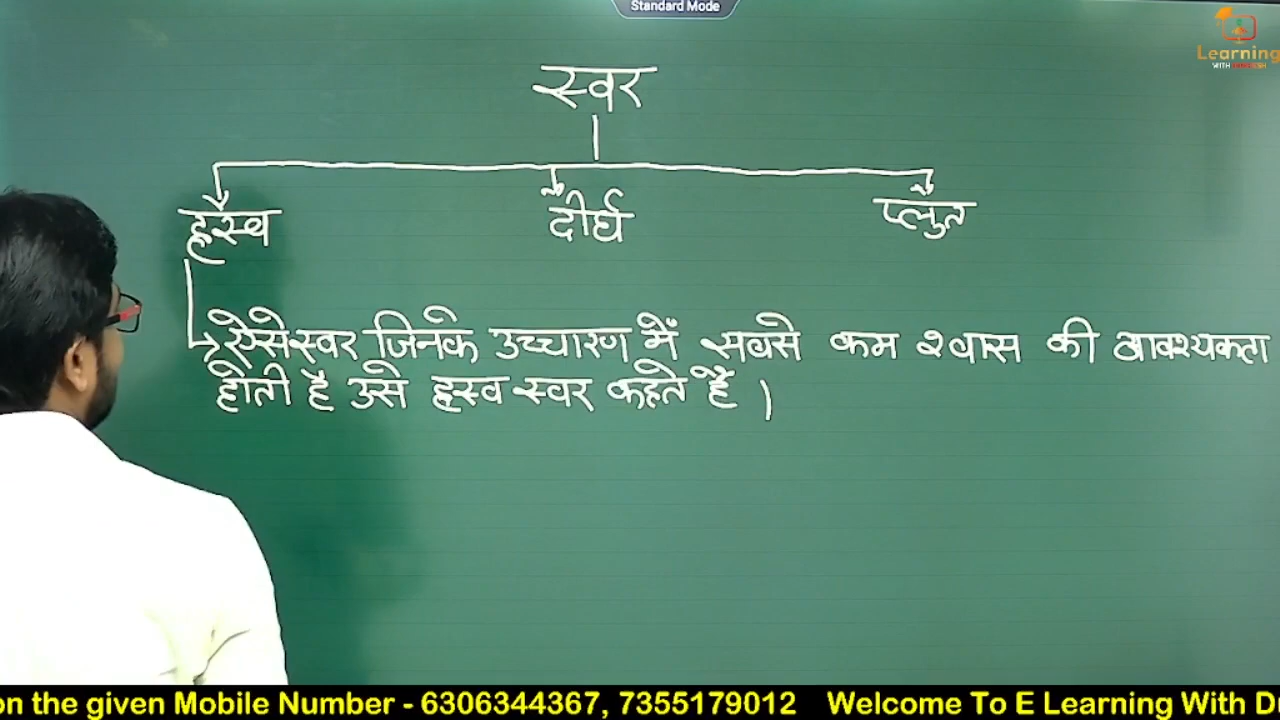 Standard Mode
Learning
स्वर
ह्रस्व दीर्घ प्लुत
ऐसे स्वर जिनके उच्चारण में सबसे कम श्वास की आवश्यकता
होती है उसे ह्रस्व स्वर कहते हैं ।
on the given Mobile Number - 6306344367, 7355179012 Welcome To E Learning With